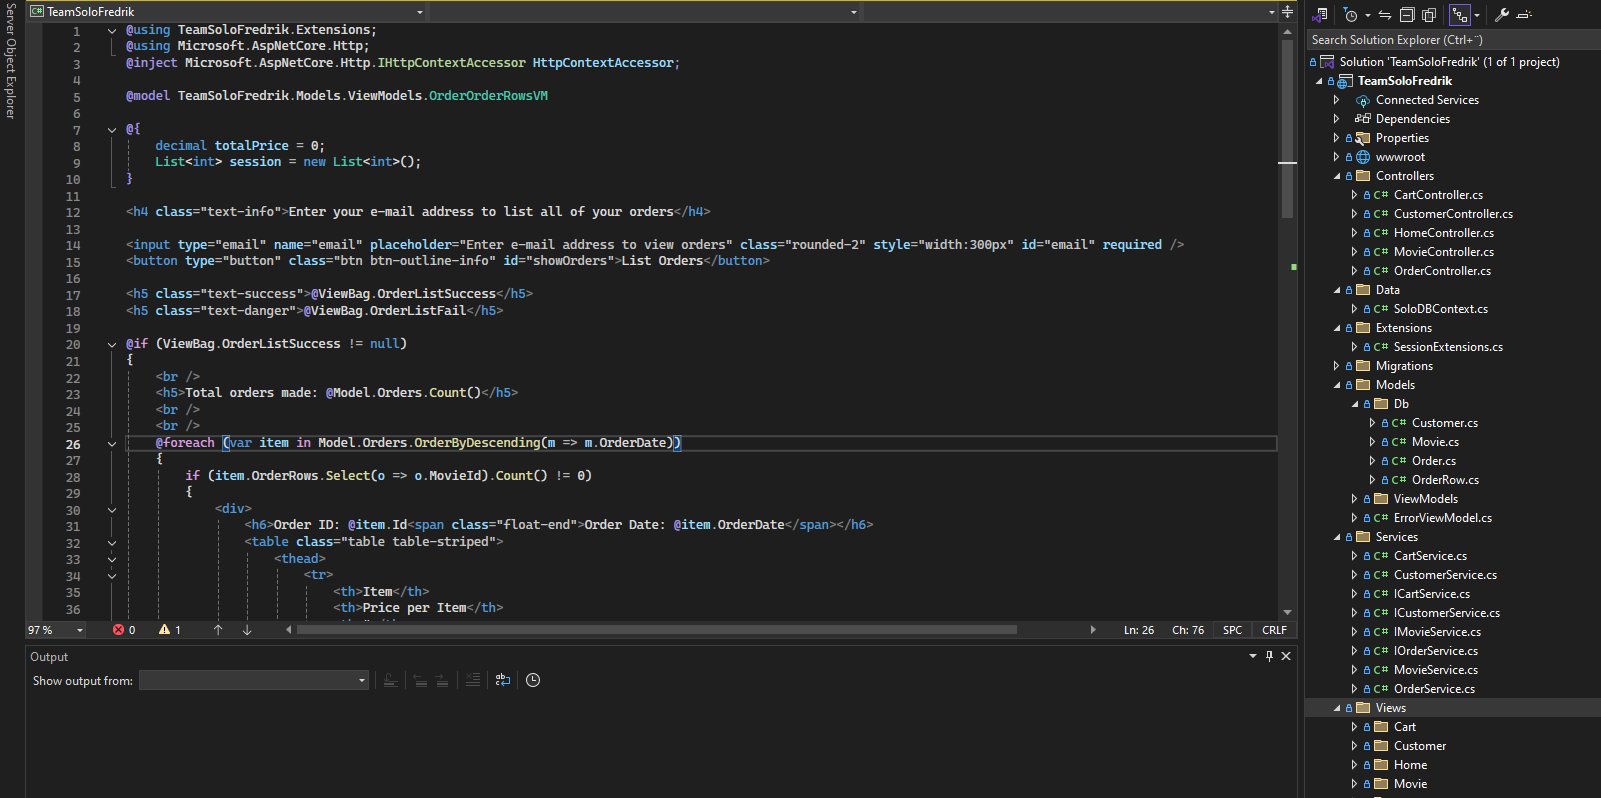 Server Object Explorer
C# TeamSoloFredrik
1 @using TeamSoloFredrik.Extensions;
2 @using Microsoft.AspNetCore.Http;
3 @inject Microsoft.AspNetCore.Http.IHttpContextAccessor HttpContextAccessor;
4
5 @model TeamSoloFredrik.Models.ViewModels.OrderOrderRowsVM
6
7 @{
8 decimal totalPrice = 0;
9 List<int> session = new List<int>();
10 }
11
12 <h4 class="text-info">Enter your e-mail address to list all of your orders</h4>
13
14 <input type="email" name="email" placeholder="Enter e-mail address to view orders" class="rounded-2" style="width:300px" id="email" required />
15 <button type="button" class="btn btn-outline-info" id="showOrders">List Orders</button>
16
17 <h5 class="text-success">@ViewBag.OrderListSuccess</h5>
18 <h5 class="text-danger">@ViewBag.OrderListFail</h5>
19
20 @if (ViewBag.OrderListSuccess != null)
21 {
22 <br />
23 <h5>Total orders made: @Model.Orders.Count()</h5>
24 <br />
25 <br />
26 @foreach (var item in Model.Orders.OrderByDescending(m => m.OrderDate))
27 {
28 if (item.OrderRows.Select(o => o.MovieId).Count() != 0)
29 {
30 <div>
31 <h6>Order ID: @item.Id<span class="float-end">Order Date: @item.OrderDate</span></h6>
32 <table class="table table-striped">
33 <thead>
34 <tr>
35 <th>Item</th>
36 <th>Price per Item</th>
97 % 0 1 Ln: 26 Ch: 76 SPC CRLF
Output
Show output from:
Search Solution Explorer (Ctrl+¨)
Solution 'TeamSoloFredrik' (1 of 1 project)
TeamSoloFredrik
Connected Services
Dependencies
Properties
wwwroot
Controllers
C# CartController.cs
C# CustomerController.cs
C# HomeController.cs
C# MovieController.cs
C# OrderController.cs
Data
C# SoloDBContext.cs
Extensions
C# SessionExtensions.cs
Migrations
Models
Db
C# Customer.cs
C# Movie.cs
C# Order.cs
C# OrderRow.cs
ViewModels
C# ErrorViewModel.cs
Services
C# CartService.cs
C# CustomerService.cs
C# ICartService.cs
C# ICustomerService.cs
C# IMovieService.cs
C# IOrderService.cs
C# MovieService.cs
C# OrderService.cs
Views
Cart
Customer
Home
Movie